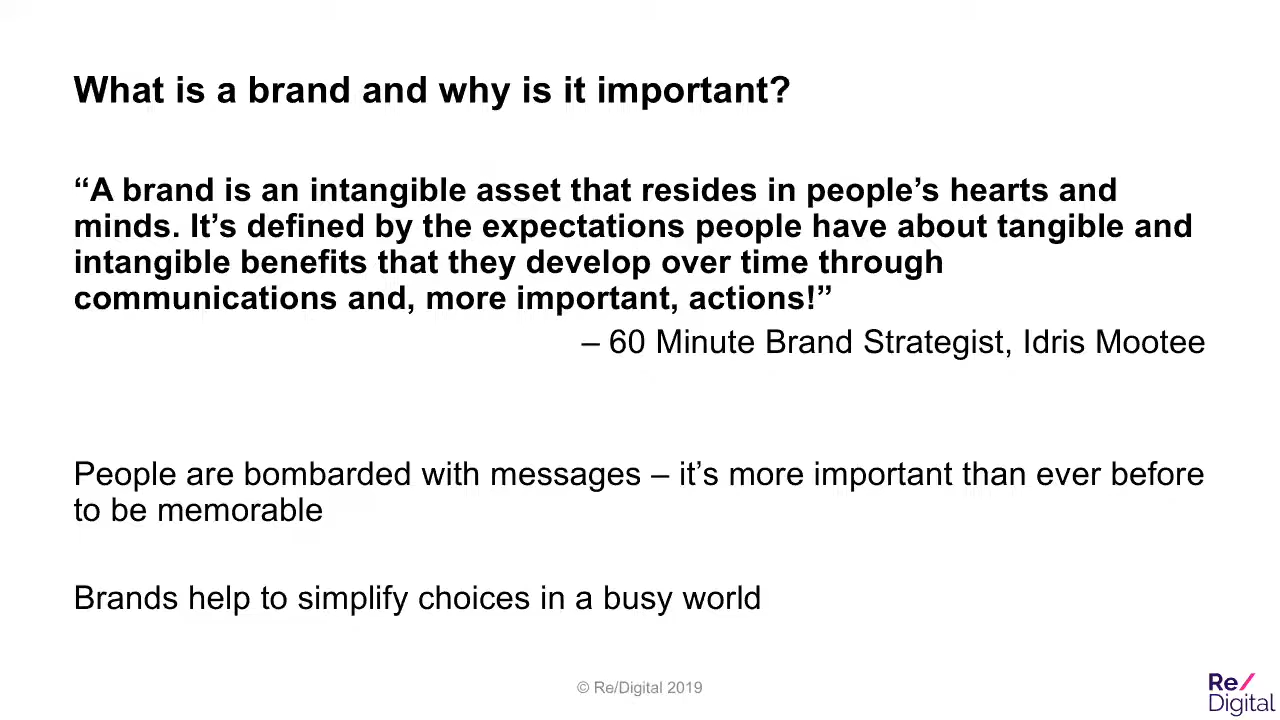 What is a brand and why is it important?
“A brand is an intangible asset that resides in people’s hearts and
minds. It’s defined by the expectations people have about tangible and
intangible benefits that they develop over time through
communications and, more important, actions!”
– 60 Minute Brand Strategist, Idris Mootee
People are bombarded with messages – it’s more important than ever before
to be memorable
Brands help to simplify choices in a busy world
© Re/Digital 2019
Re/
Digital